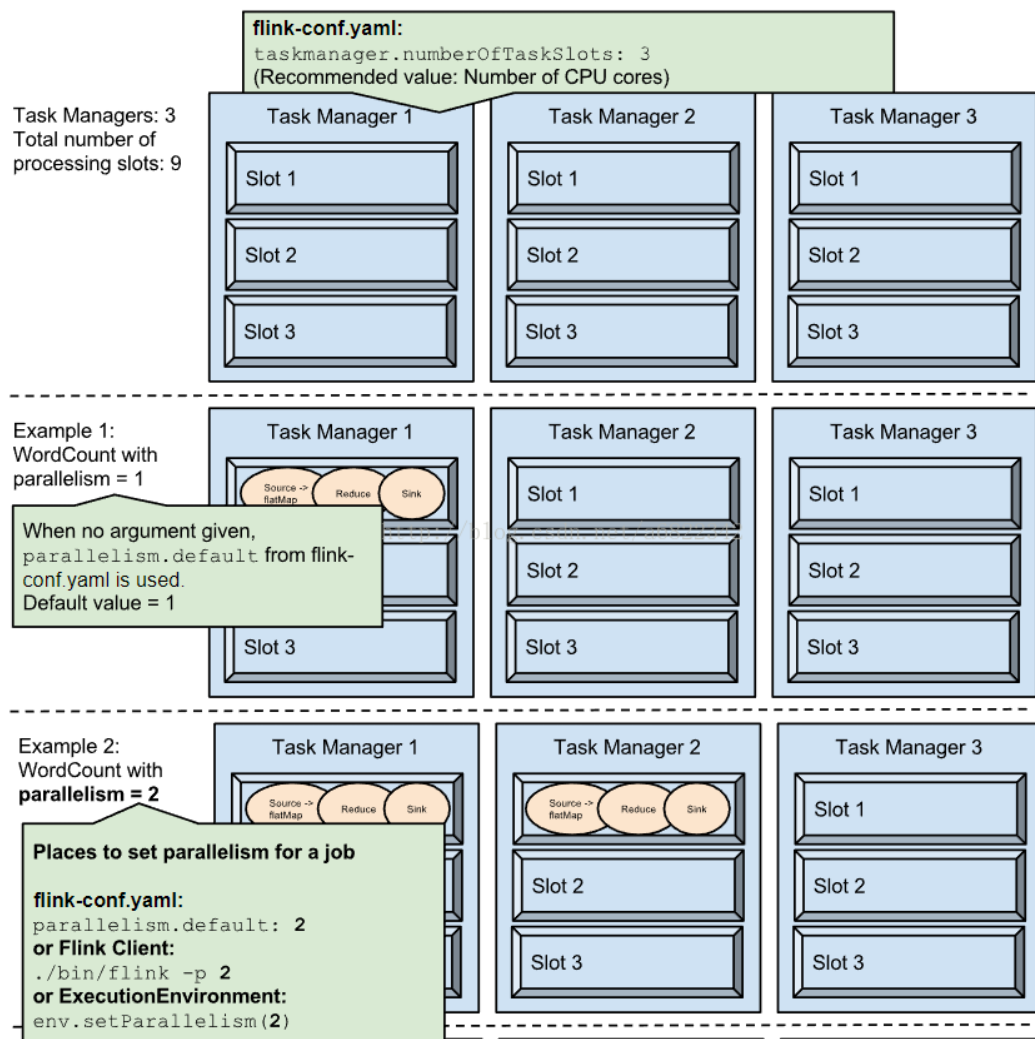 flink-conf.yaml:
taskmanager.numberOfTaskSlots: 3
(Recommended value: Number of CPU cores)
Task Managers: 3
Total number of
processing slots: 9
Task Manager 1
Slot 1
Slot 2
Slot 3
Task Manager 2
Slot 1
Slot 2
Slot 3
Task Manager 3
Slot 1
Slot 2
Slot 3
Example 1:
WordCount with
parallelism = 1
When no argument given,
parallelism.default from flink-
conf.yaml is used.
Default value = 1
Task Manager 1
Source ->
flatMap
Reduce
Sink
Slot 3
Task Manager 2
Slot 1
Slot 2
Slot 3
Task Manager 3
Slot 1
Slot 2
Slot 3
Example 2:
WordCount with
parallelism = 2
Places to set parallelism for a job
flink-conf.yaml:
parallelism.default: 2
or Flink Client:
./bin/flink -p 2
or ExecutionEnvironment:
env.setParallelism(2)
Task Manager 1
Source ->
flatMap
Reduce
Sink
Task Manager 2
Source ->
flatMap
Reduce
Sink
Slot 2
Slot 3
Task Manager 3
Slot 1
Slot 2
Slot 3